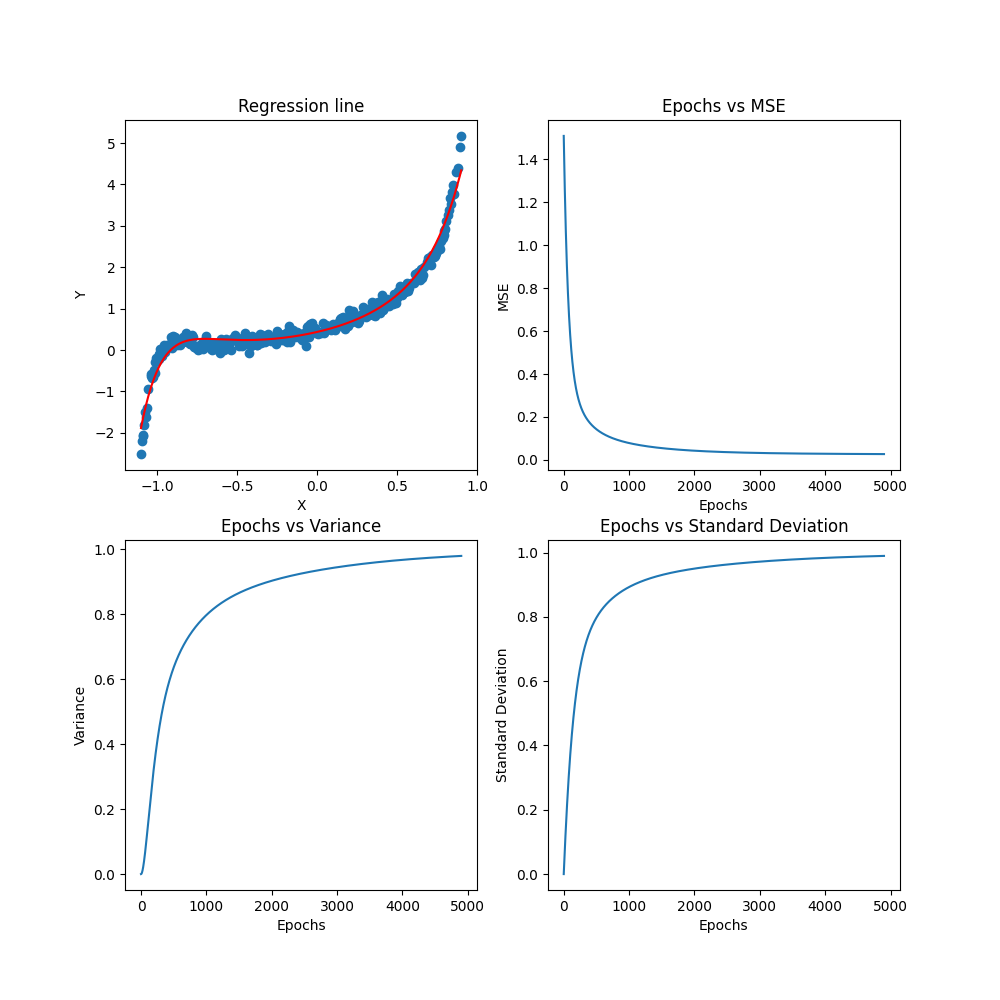 Regression line
5
4
3
2
1
0
−1
−2
Y
−1.0 −0.5 0.0 0.5 1.0
X
Epochs vs MSE
1.4
1.2
1.0
0.8
0.6
0.4
0.2
0.0
MSE
0 1000 2000 3000 4000 5000
Epochs
Epochs vs Variance
1.0
0.8
0.6
0.4
0.2
0.0
Variance
0 1000 2000 3000 4000 5000
Epochs
Epochs vs Standard Deviation
1.0
0.8
0.6
0.4
0.2
0.0
Standard Deviation
0 1000 2000 3000 4000 5000
Epochs